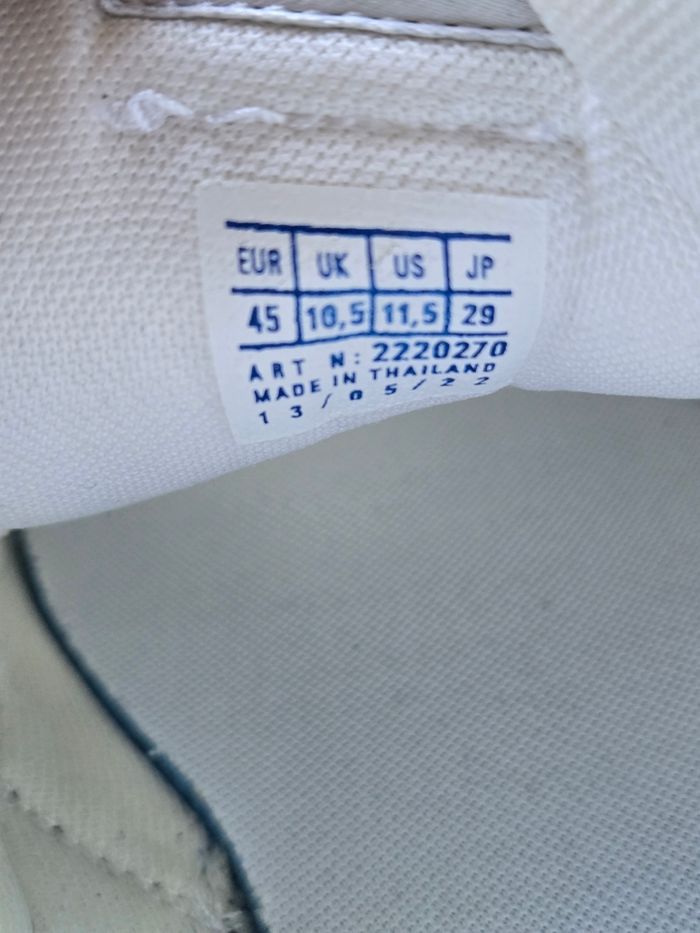 EUR UK US JP
45 10,5 11,5 29
ART N: 2220270
MADE IN THAILAND
13/05/22